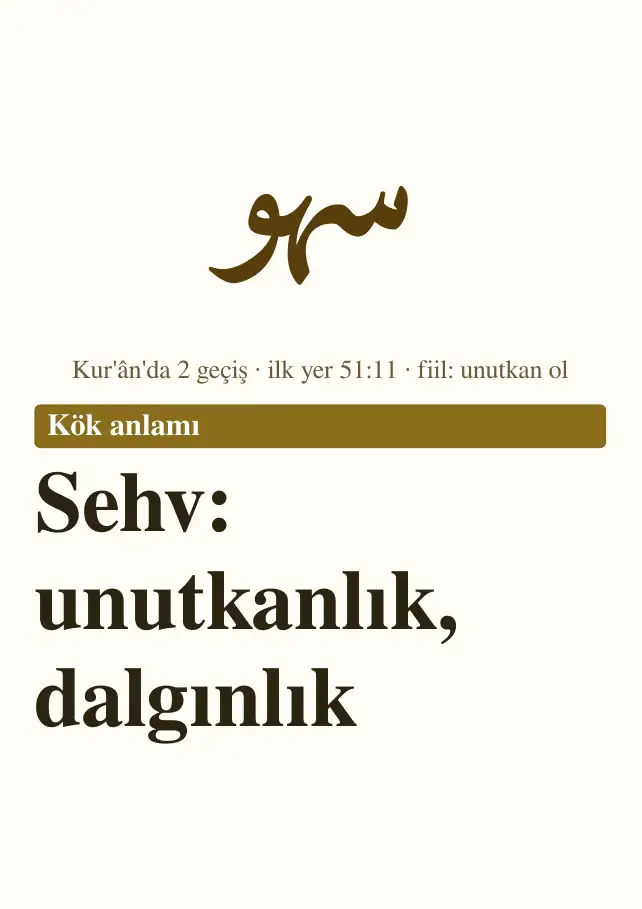 سهو
Kur'ân'da 2 geçiş · ilk yer 51:11 · fiil: unutkan ol
Kök anlamı
Sehv:
unutkanlık,
dalgınlık